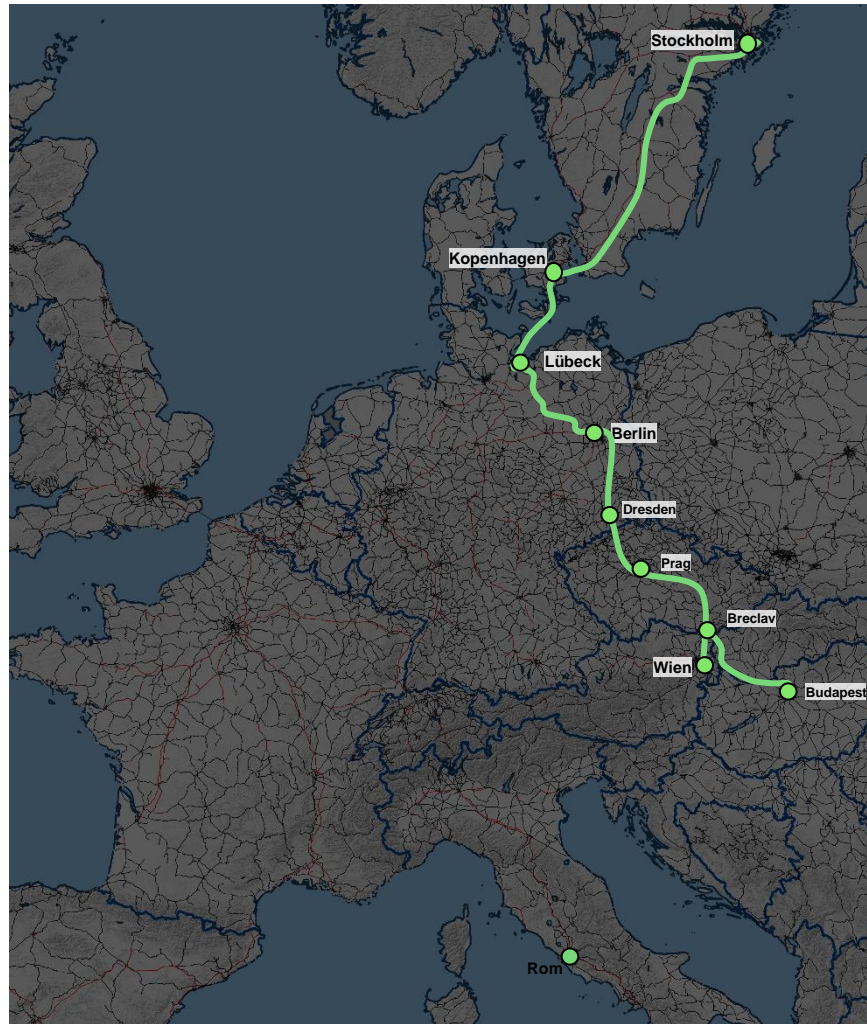 Stockholm
Kopenhagen
Lübeck
Berlin
Dresden
Prag
Breclav
Wien
Budapest
Rom